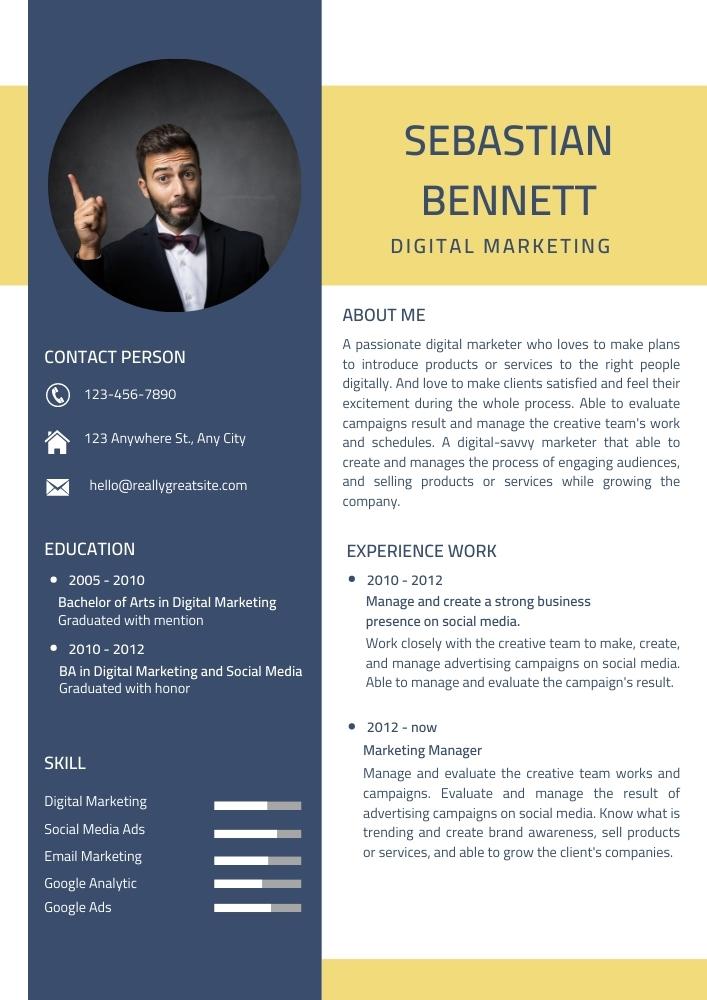 SEBASTIAN
BENNETT
DIGITAL MARKETING
CONTACT PERSON
123-456-7890
123 Anywhere St., Any City
hello@reallygreatsite.com
EDUCATION
2005 - 2010
Bachelor of Arts in Digital Marketing
Graduated with mention
2010 - 2012
BA in Digital Marketing and Social Media
Graduated with honor
SKILL
Digital Marketing
Social Media Ads
Email Marketing
Google Analytic
Google Ads
ABOUT ME
A passionate digital marketer who loves to make plans
to introduce products or services to the right people
digitally. And love to make clients satisfied and feel their
excitement during the whole process. Able to evaluate
campaigns result and manage the creative team's work
and schedules. A digital-savvy marketer that able to
create and manages the process of engaging audiences,
and selling products or services while growing the
company.
EXPERIENCE WORK
2010 - 2012
Manage and create a strong business
presence on social media.
Work closely with the creative team to make, create,
and manage advertising campaigns on social media.
Able to manage and evaluate the campaign's result.
2012 - now
Marketing Manager
Manage and evaluate the creative team works and
campaigns. Evaluate and manage the result of
advertising campaigns on social media. Know what is
trending and create brand awareness, sell products
or services, and able to grow the client's companies.